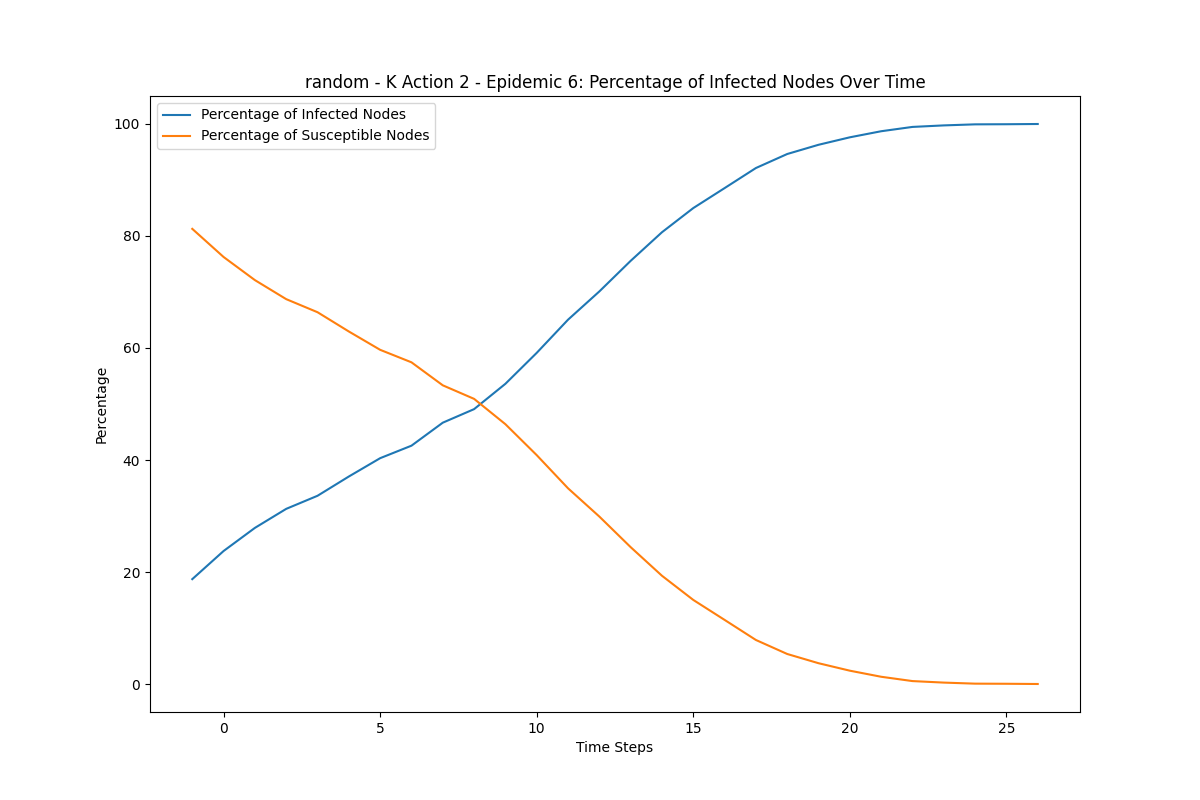 random - K Action 2 - Epidemic 6: Percentage of Infected Nodes Over Time
Percentage of Infected Nodes
Percentage of Susceptible Nodes
Percentage
100
80
60
40
20
0
0 5 10 15 20 25
Time Steps